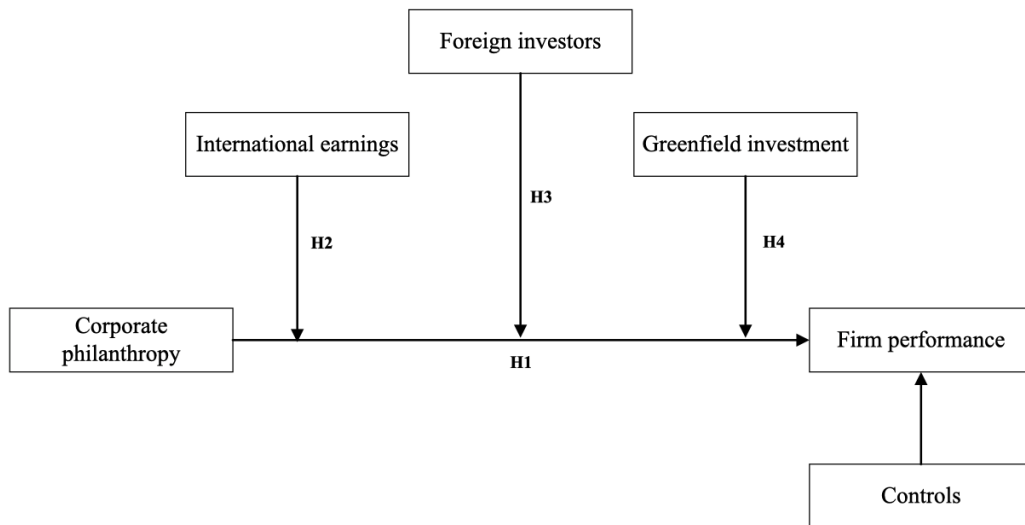 Foreign investors
International earnings
Greenfield investment
H3
H2
H4
Corporate
philanthropy
Firm performance
H1
Controls